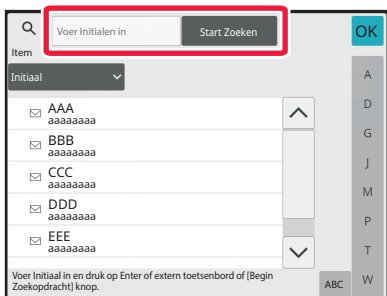 Voer Initialen in
Start Zoeken
OK
Item
Initiaal
AAA
aaaaaaaa
BBB
aaaaaaaa
CCC
aaaaaaaa
DDD
aaaaaaaa
EEE
aaaaaaaa
A
D
G
J
M
P
T
W
Voer Initiaal in en druk op Enter of extern toetsenbord of [Begin
Zoekopdracht] knop.
ABC